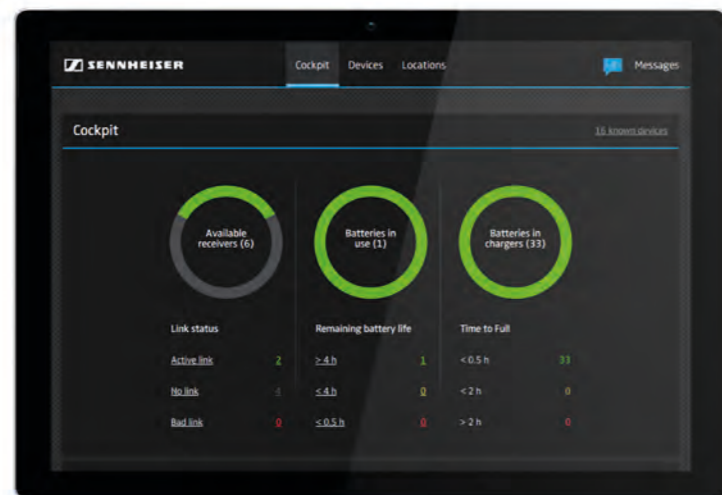 SENNHEISER
Cockpit Devices Locations
Messages
Cockpit
16 known devices
Available
receivers (6)
Batteries in
use (1)
Batteries in
chargers (33)
Link status
Active link 2
No link 4
Bad link 0
Remaining battery life
> 4 h 1
< 4 h 0
< 0.5 h 0
Time to Full
< 0.5 h 33
< 2 h 0
> 2 h 0